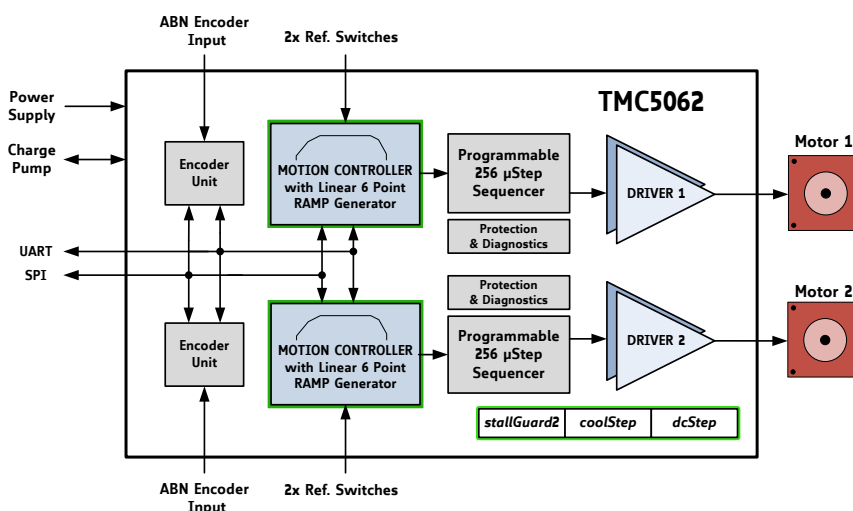 ABN Encoder
Input
2x Ref. Switches
TMC5062
Power
Supply
Charge
Pump
Encoder
Unit
MOTION CONTROLLER
with Linear 6 Point
RAMP Generator
Programmable
256 µStep
Sequencer
DRIVER 1
Motor 1
Protection
& Diagnostics
UART
SPI
Protection
& Diagnostics
Motor 2
Encoder
Unit
MOTION CONTROLLER
with Linear 6 Point
RAMP Generator
Programmable
256 µStep
Sequencer
DRIVER 2
stallGuard2 coolStep dcStep
ABN Encoder
Input
2x Ref. Switches